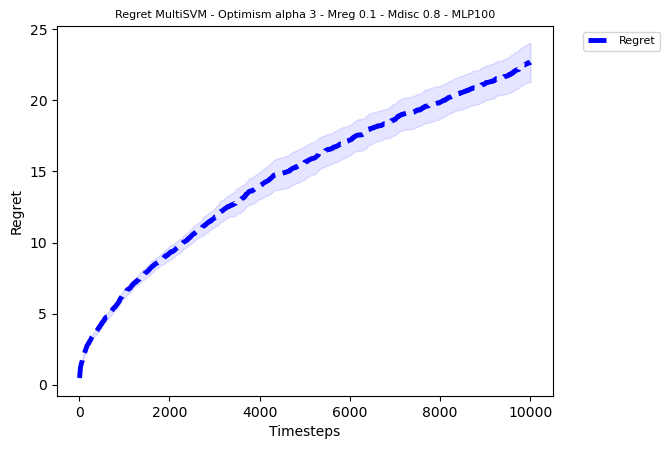 Regret MultiSVM - Optimism alpha 3 - Mreg 0.1 - Mdisc 0.8 - MLP100
25
Regret
20
15
Regret
10
5
0
0 2000 4000 6000 8000 10000
Timesteps